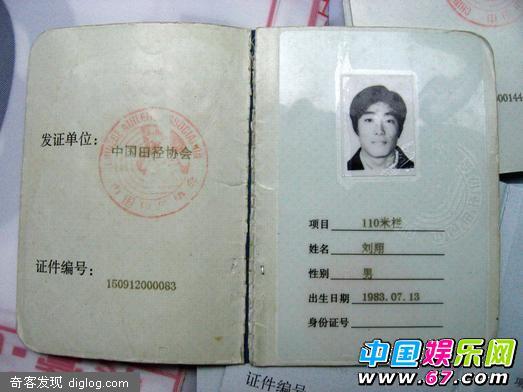 发证单位：
中国田径协会
证件编号：
150912000083
项目 110米栏
姓名 刘翔
性别 男
出生日期 1983.07.13
身份证号
00144
证件编号
奇客发现 diglog.com
中国娱乐网
www.67.com